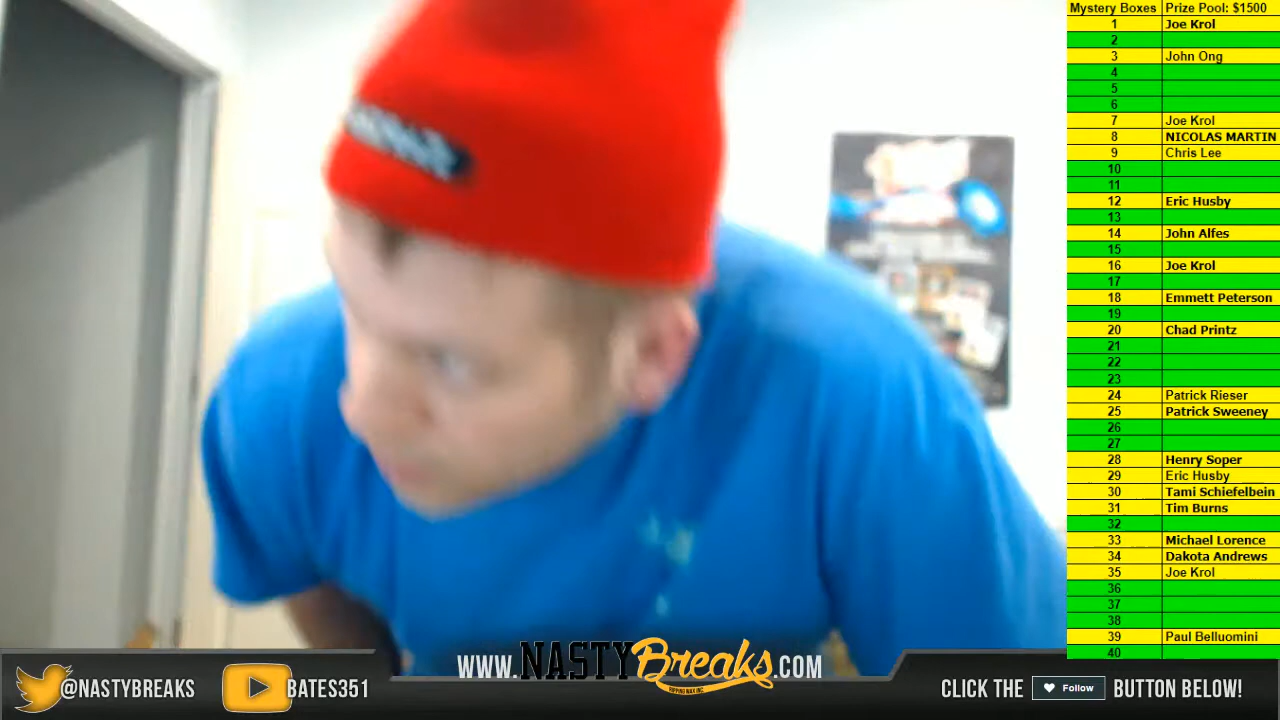 Mystery Boxes Prize Pool: $1500
1 Joe Krol
2
3 John Ong
4
5
6
7 Joe Krol
8 NICOLAS MARTIN
9 Chris Lee
10
11
12 Eric Husby
13
14 John Alfes
15
16 Joe Krol
17
18 Emmett Peterson
19
20 Chad Printz
21
22
23
24 Patrick Rieser
25 Patrick Sweeney
26
27
28 Henry Soper
29 Eric Husby
30 Tami Schiefelbein
31 Tim Burns
32
33 Michael Lorence
34 Dakota Andrews
35 Joe Krol
36
37
38
39 Paul Belluomini
40
@NASTYBREAKS BATES351
WWW.NASTYBreaks.COM
RIPPING WAX INC
CLICK THE Follow BUTTON BELOW!